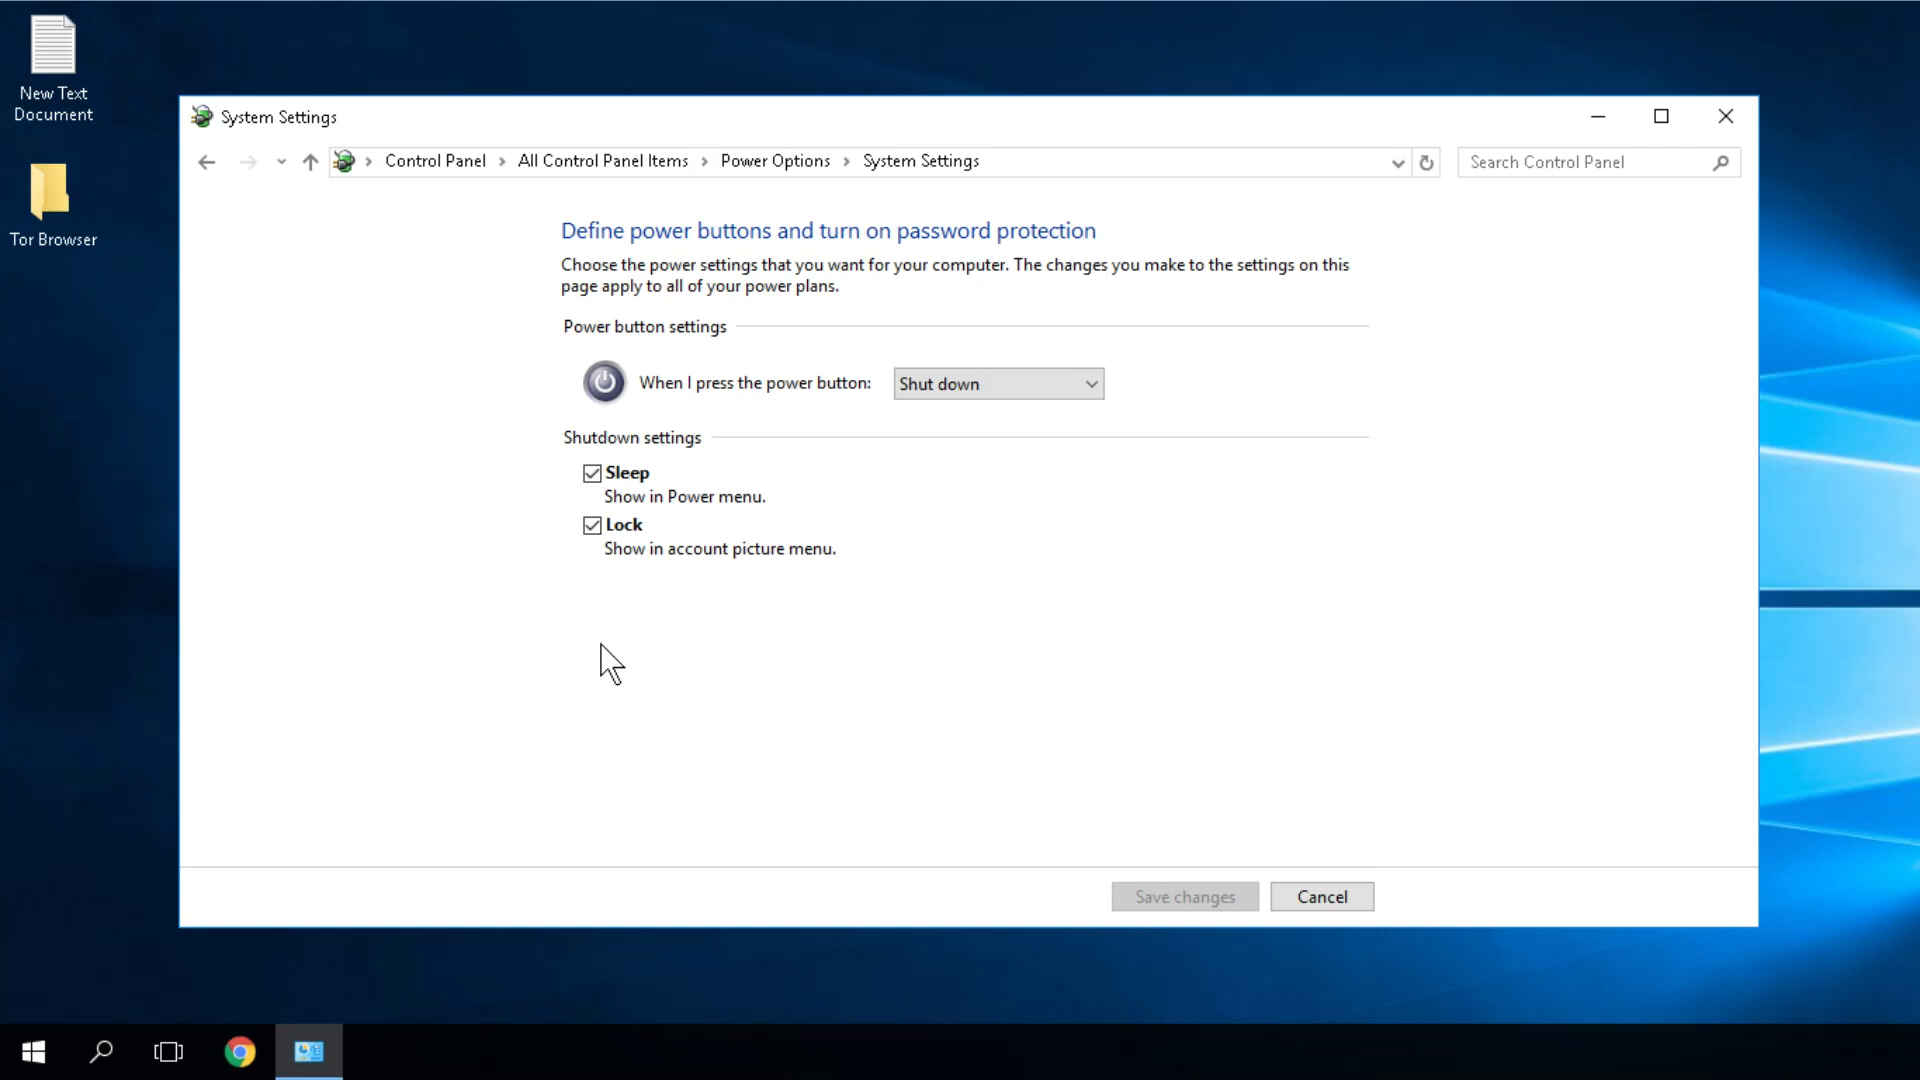 New Text
Document
Tor Browser
System Settings
Control Panel
All Control Panel Items
Power Options
System Settings
Search Control Panel
Define power buttons and turn on password protection
Choose the power settings that you want for your computer. The changes you make to the settings on this
page apply to all of your power plans.
Power button settings
When I press the power button:
Shut down
Shutdown settings
Sleep
Show in Power menu.
Lock
Show in account picture menu.
Save changes
Cancel